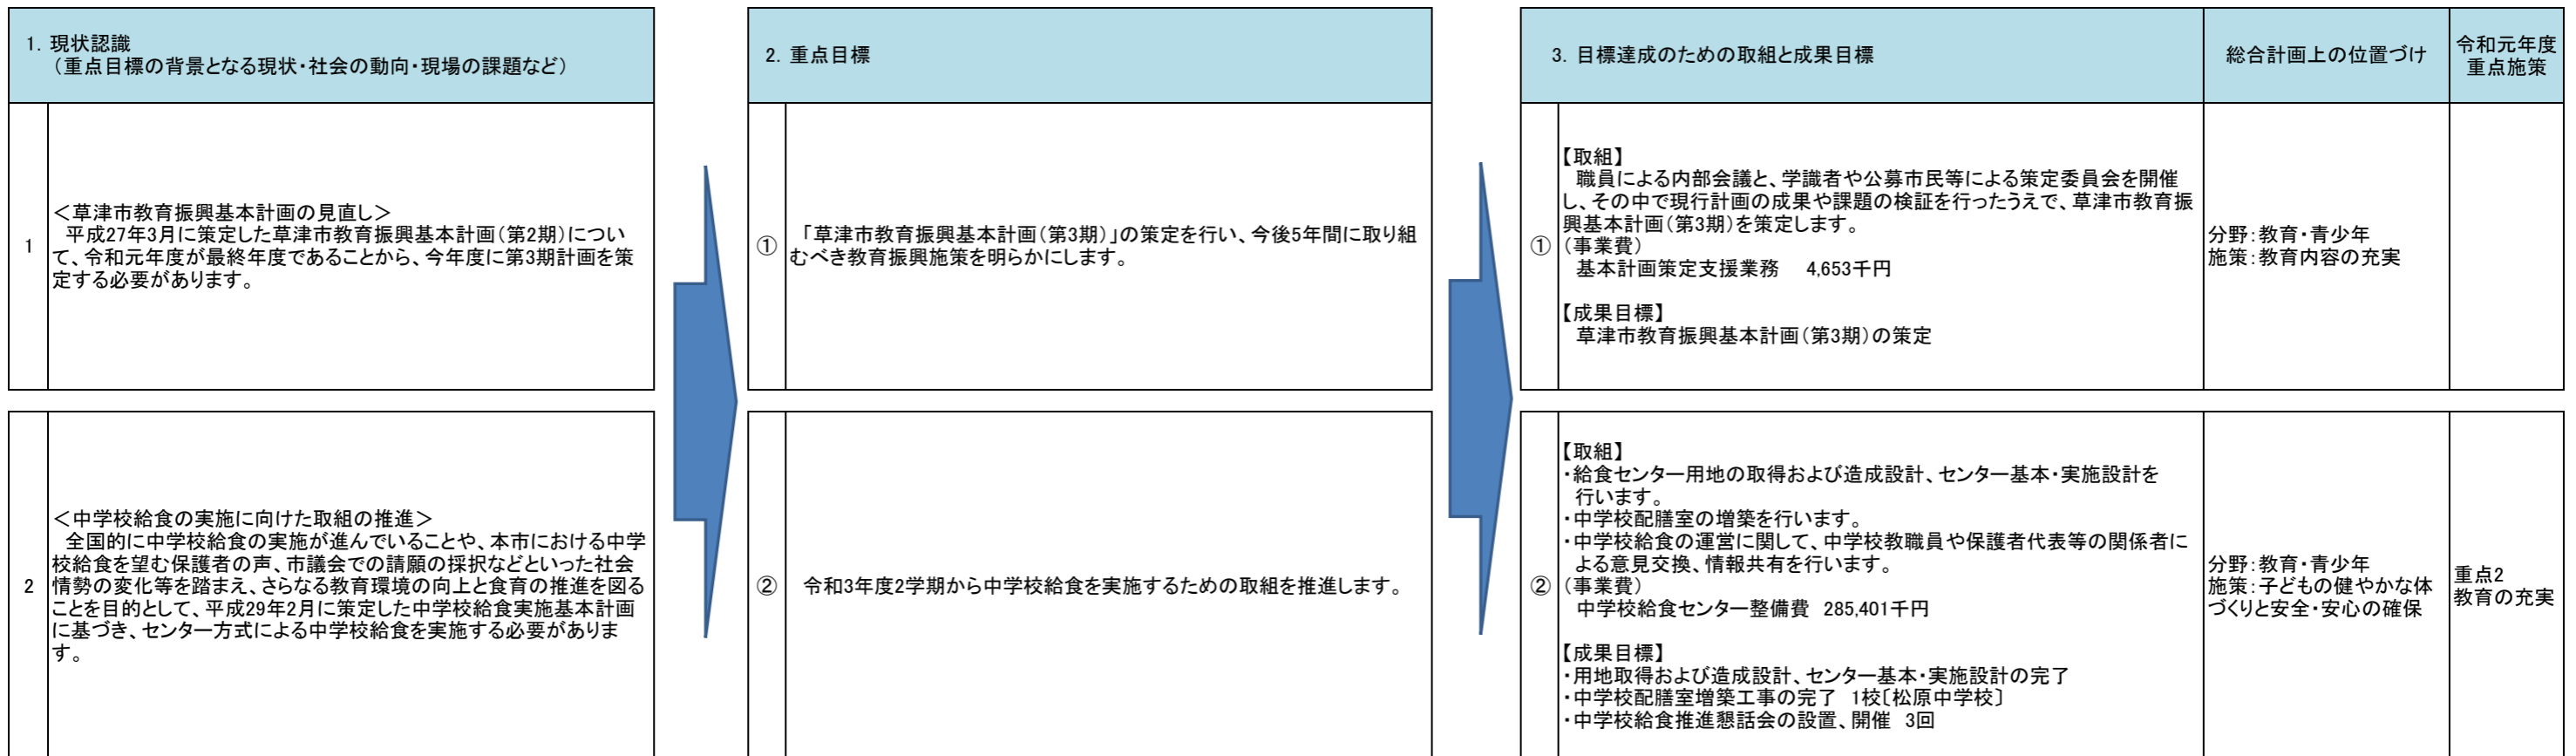 1．現状認識
（重点目標の背景となる現状・社会の動向・現場の課題など）
2．重点目標
3．目標達成のための取組と成果目標
総合計画上の位置づけ
令和元年度
重点施策
1
＜草津市教育振興基本計画の見直し＞
平成27年3月に策定した草津市教育振興基本計画（第2期）につい
て、令和元年度が最終年度であることから、今年度に第3期計画を策
定する必要があります。
①
「草津市教育振興基本計画（第3期）」の策定を行い、今後5年間に取り組
むべき教育振興施策を明らかにします。
①
【取組】
職員による内部会議と、学識者や公募市民等による策定委員会を開催
し、その中で現行計画の成果や課題の検証を行ったうえで、草津市教育振
興基本計画（第3期）を策定します。
（事業費）
基本計画策定支援業務　4,653千円
【成果目標】
草津市教育振興基本計画（第3期）の策定
分野：教育・青少年
施策：教育内容の充実
2
＜中学校給食の実施に向けた取組の推進＞
全国的に中学校給食の実施が進んでいることや、本市における中学
校給食を望む保護者の声、市議会での請願の採択などといった社会
情勢の変化等を踏まえ、さらなる教育環境の向上と食育の推進を図る
ことを目的として、平成29年2月に策定した中学校給食実施基本計画
に基づき、センター方式による中学校給食を実施する必要がありま
す。
②
令和3年度2学期から中学校給食を実施するための取組を推進します。
②
【取組】
・給食センター用地の取得および造成設計、センター基本・実施設計を
行います。
・中学校配膳室の増築を行います。
・中学校給食の運営に関して、中学校教職員や保護者代表等の関係者に
よる意見交換、情報共有を行います。
（事業費）
中学校給食センター整備費　285,401千円
【成果目標】
・用地取得および造成設計、センター基本・実施設計の完了
・中学校配膳室増築工事の完了　1校〔松原中学校〕
・中学校給食推進懇話会の設置、開催　3回
分野：教育・青少年
施策：子どもの健やかな体
づくりと安全・安心の確保
重点2
教育の充実